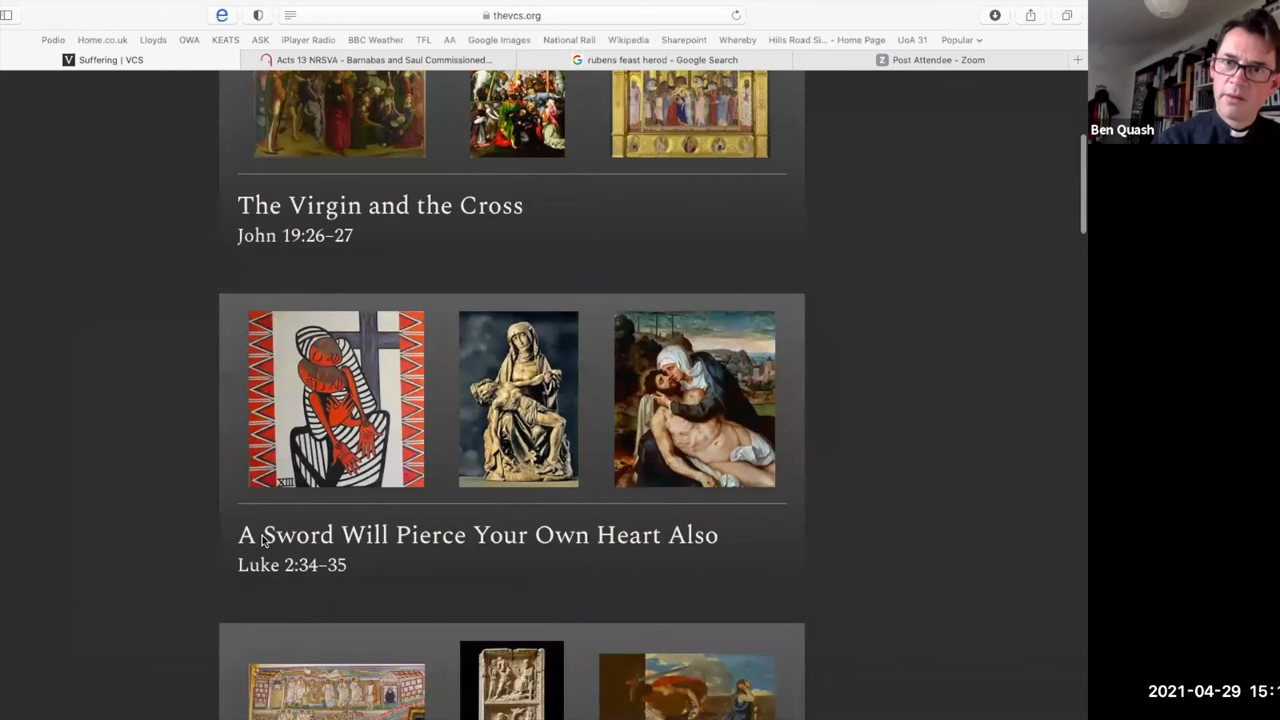 thevcs.org
Podio Home.co.uk Lloyds OWA KEATS ASK iPlayer Radio BBC Weather TFL AA Google Images National Rail Wikipedia Sharepoint Whereby Hills Road Si... - Home Page UoA 31 Popular
Suffering | VCS
Acts 13 NRSVA - Barnabas and Saul Commissioned...
rubens feast herod - Google Search
Post Attendee - Zoom
Ben Quash
The Virgin and the Cross
John 19:26–27
XIII
A Sword Will Pierce Your Own Heart Also
Luke 2:34–35
2021-04-29 15:1